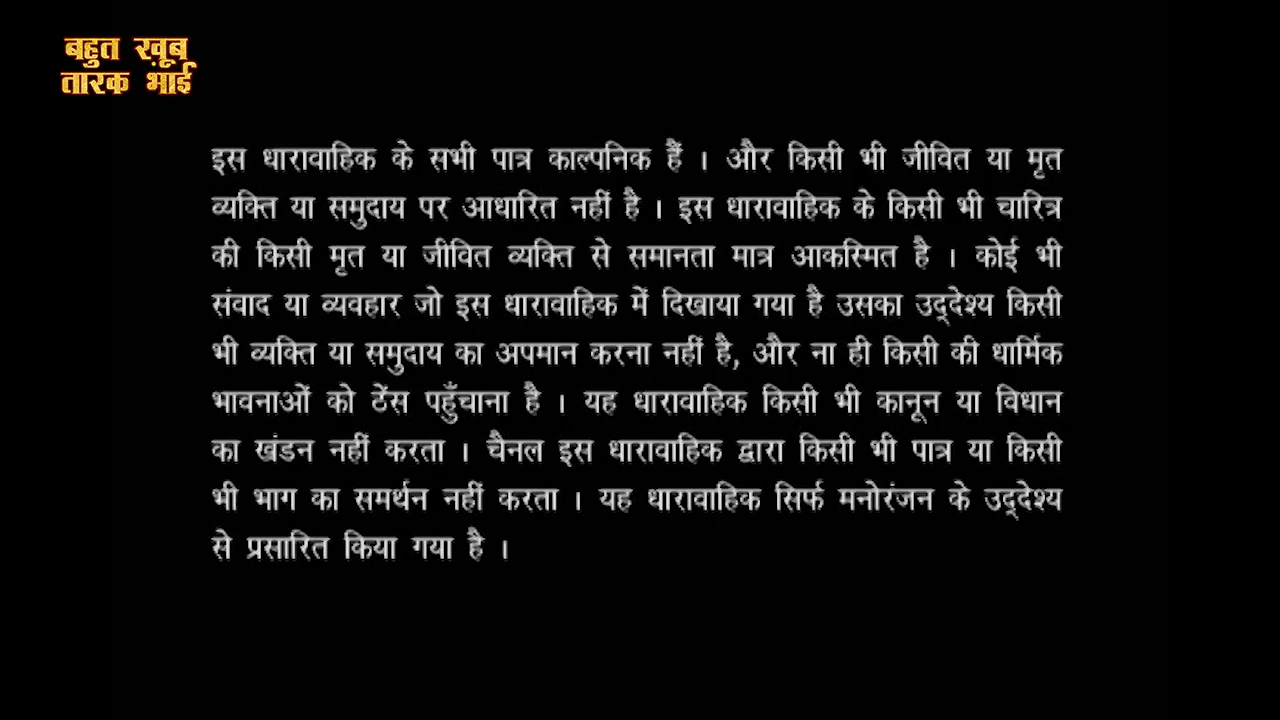 बहुत ख़ूब
तारक भाई
इस धारावाहिक के सभी पात्र काल्पनिक हैं । और किसी भी जीवित या मृत
व्यक्ति या समुदाय पर आधारित नहीं है । इस धारावाहिक के किसी भी चारित्र
की किसी मृत या जीवित व्यक्ति से समानता मात्र आकस्मित है । कोई भी
संवाद या व्यवहार जो इस धारावाहिक में दिखाया गया है उसका उद्देश्य किसी
भी व्यक्ति या समुदाय का अपमान करना नहीं है, और ना ही किसी की धार्मिक
भावनाओं को टेंस पहुँचाना है । यह धारावाहिक किसी भी कानून या विधान
का खंडन नहीं करता । चैनल इस धारावाहिक द्वारा किसी भी पात्र या किसी
भी भाग का समर्थन नहीं करता । यह धारावाहिक सिर्फ मनोरंजन के उद्देश्य
से प्रसारित किया गया है ।